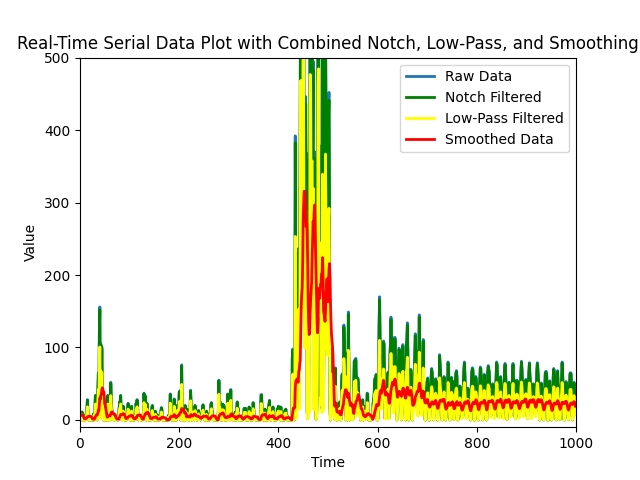 Real-Time Serial Data Plot with Combined Notch, Low-Pass, and Smoothing
500
400
300
200
100
0
Value
Raw Data
Notch Filtered
Low-Pass Filtered
Smoothed Data
0 200 400 600 800 1000
Time